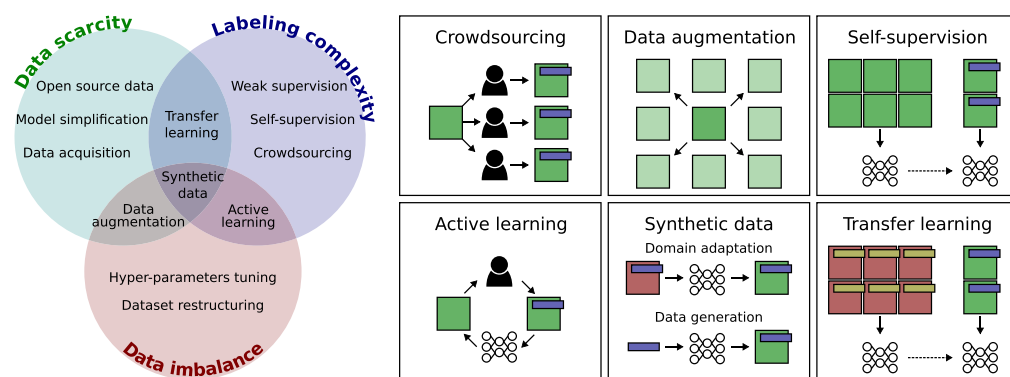 Data scarcity
Labeling complexity
Open source data
Model simplification
Data acquisition
Transfer
learning
Weak supervision
Self-supervision
Crowdsourcing
Synthetic
data
Data
augmentation
Active
learning
Hyper-parameters tuning
Dataset restructuring
Data imbalance
Crowdsourcing
Data augmentation
Self-supervision
Active learning
Synthetic data
Domain adaptation
Data generation
Transfer learning